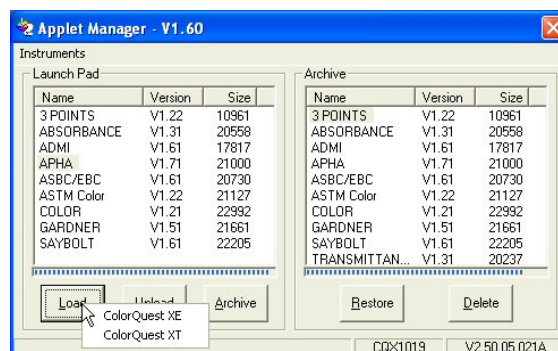 Applet Manager - V1.60
Instruments
Launch Pad
Name Version Size
3 POINTS V1.22 10961
ABSORBANCE V1.31 20558
ADMI V1.61 17817
APHA V1.71 21000
ASBC/EBC V1.61 20730
ASTM Color V1.22 21127
COLOR V1.21 22992
GARDNER V1.51 21661
SAYBOLT V1.61 22205
Load Upload Archive
ColorQuest XE
ColorQuest XT
Archive
Name Version Size
3 POINTS V1.22 10961
ABSORBANCE V1.31 20558
ADMI V1.61 17817
APHA V1.71 21000
ASBC/EBC V1.61 20730
ASTM Color V1.22 21127
COLOR V1.21 22992
GARDNER V1.51 21661
SAYBOLT V1.61 22205
TRANSMITTAN... V1.31 20237
Restore Delete
CQX1019 V2.50.05.021A